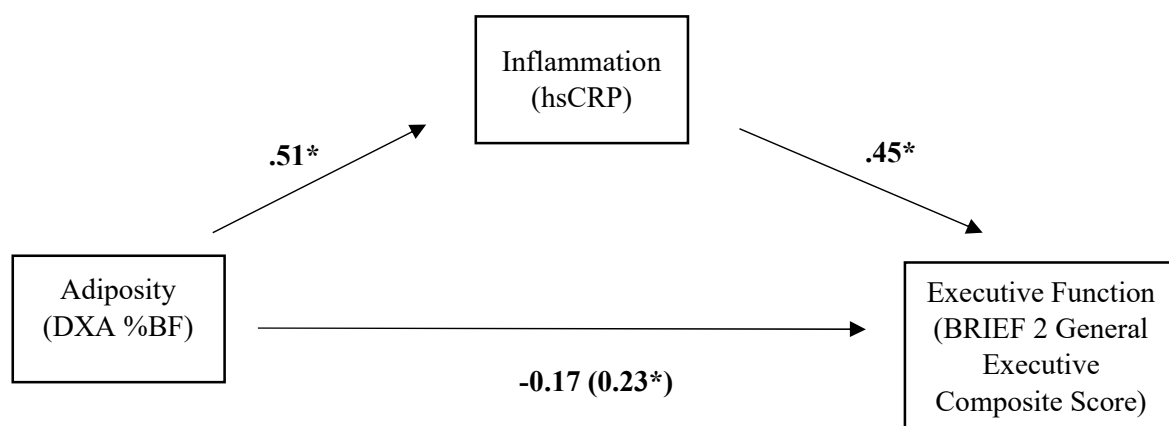 Inflammation
(hsCRP)
.51*
.45*
Adiposity
(DXA %BF)
Executive Function
(BRIEF 2 General
Executive
Composite Score)
-0.17 (0.23*)